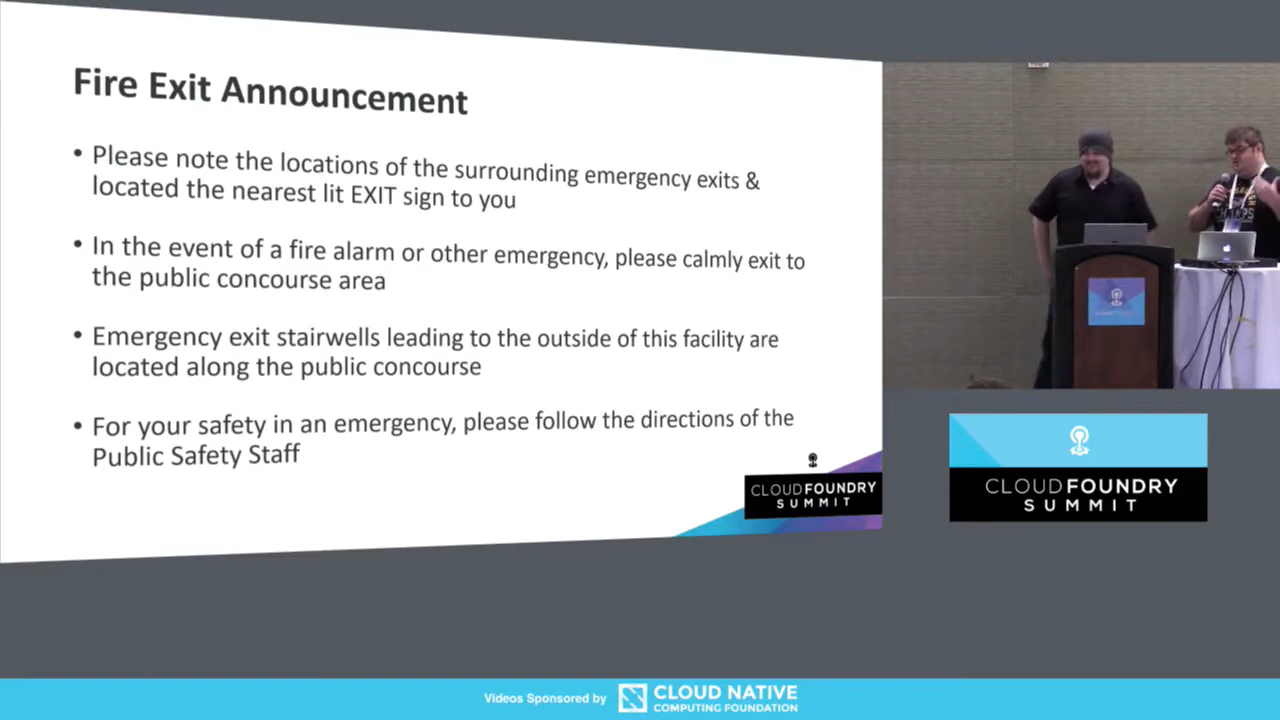 Fire Exit Announcement
• Please note the locations of the surrounding emergency exits &
located the nearest lit EXIT sign to you
• In the event of a fire alarm or other emergency, please calmly exit to
the public concourse area
• Emergency exit stairwells leading to the outside of this facility are
located along the public concourse
• For your safety in an emergency, please follow the directions of the
Public Safety Staff
CLOUDFOUNDRY
SUMMIT
CLOUDFOUNDRY
SUMMIT
Videos Sponsored by
CLOUD NATIVE
COMPUTING FOUNDATION